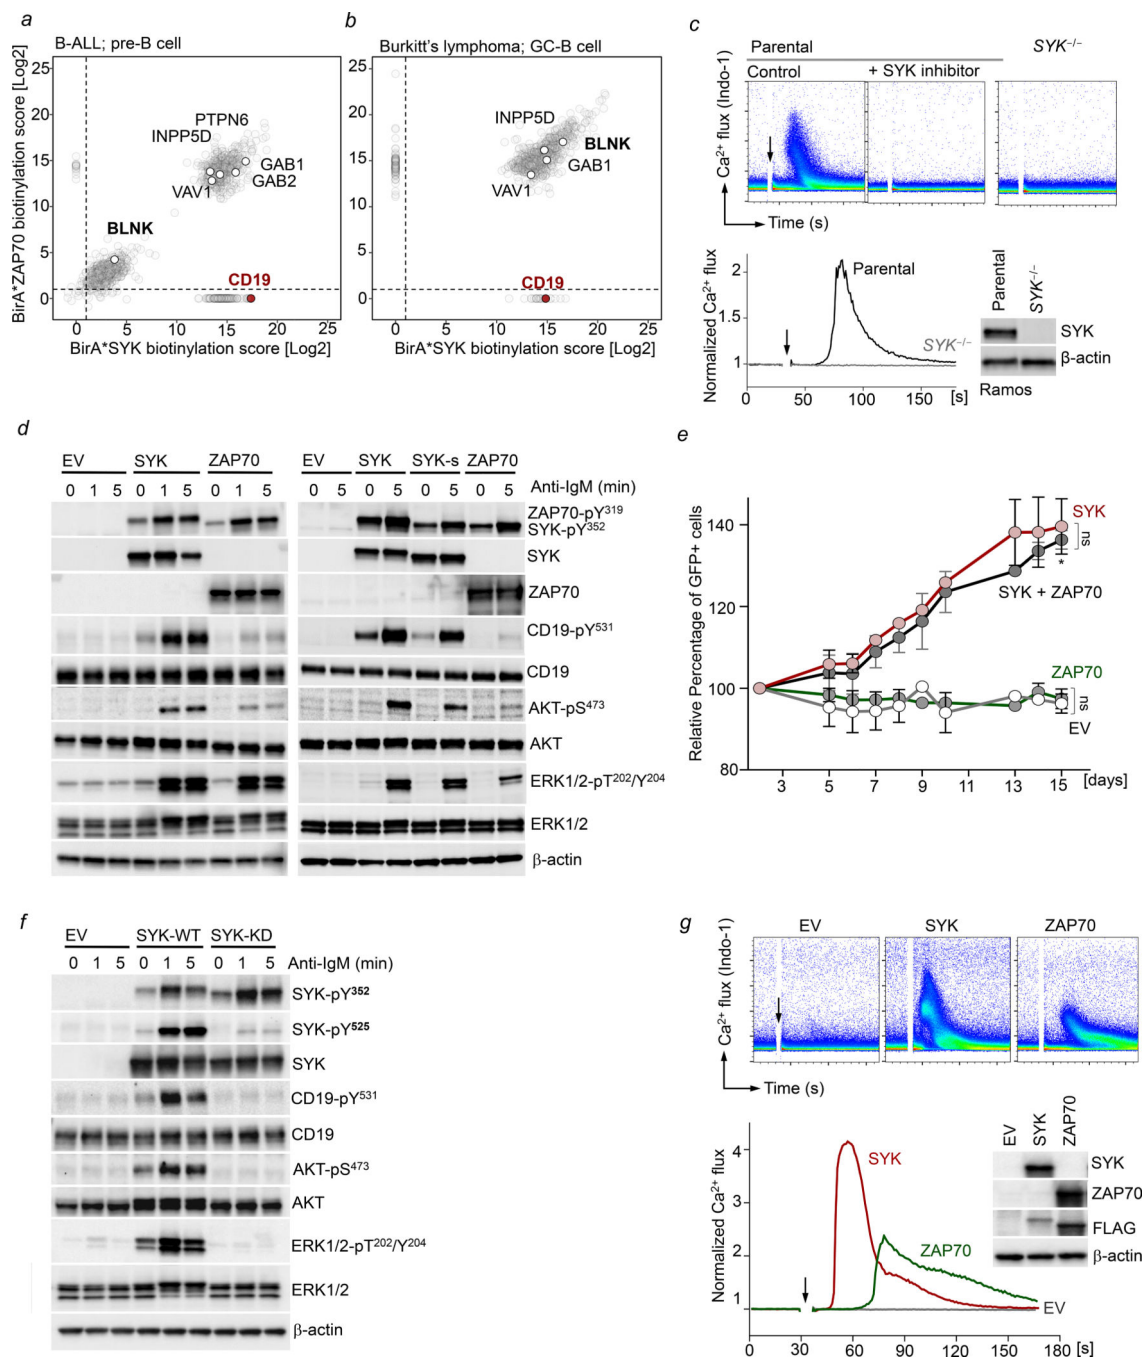 a
B-ALL; pre-B cell
BirA*ZAP70 biotinylation score [Log2]
25
20
15
10
5
0
PTPN6
INPP5D
GAB1
GAB2
VAV1
BLNK
CD19
0 5 10 15 20 25
BirA*SYK biotinylation score [Log2]
b
Burkitt's lymphoma; GC-B cell
25
20
15
10
5
0
INPP5D
BLNK
GAB1
VAV1
CD19
0 5 10 15 20 25
BirA*SYK biotinylation score [Log2]
c
Parental
SYK–/–
Control
+ SYK inhibitor
Ca2+ flux (Indo-1)
Time (s)
Normalized Ca2+ flux
2
1.5
1
Parental
SYK–/–
0 50 100 150 [s]
Parental
SYK–/–
SYK
β-actin
Ramos
d
EV SYK ZAP70
0 1 5 0 1 5 0 1 5
EV SYK SYK-s ZAP70
0 5 0 5 0 5 0 5
Anti-IgM (min)
ZAP70-pY319
SYK-pY352
SYK
ZAP70
CD19-pY531
CD19
AKT-pS473
AKT
ERK1/2-pT202/Y204
ERK1/2
β-actin
e
Relative Percentage of GFP+ cells
140
120
100
80
SYK
ns
*
SYK + ZAP70
ZAP70
ns
EV
3 5 7 9 11 13 15 [days]
f
EV SYK-WT SYK-KD
0 1 5 0 1 5 0 1 5 Anti-IgM (min)
SYK-pY352
SYK-pY525
SYK
CD19-pY531
CD19
AKT-pS473
AKT
ERK1/2-pT202/Y204
ERK1/2
β-actin
g
EV SYK ZAP70
Ca2+ flux (Indo-1)
Time (s)
Normalized Ca2+ flux
4
3
2
1
SYK
ZAP70
EV
0 30 60 90 120 150 180 [s]
EV
SYK
ZAP70
SYK
ZAP70
FLAG
β-actin